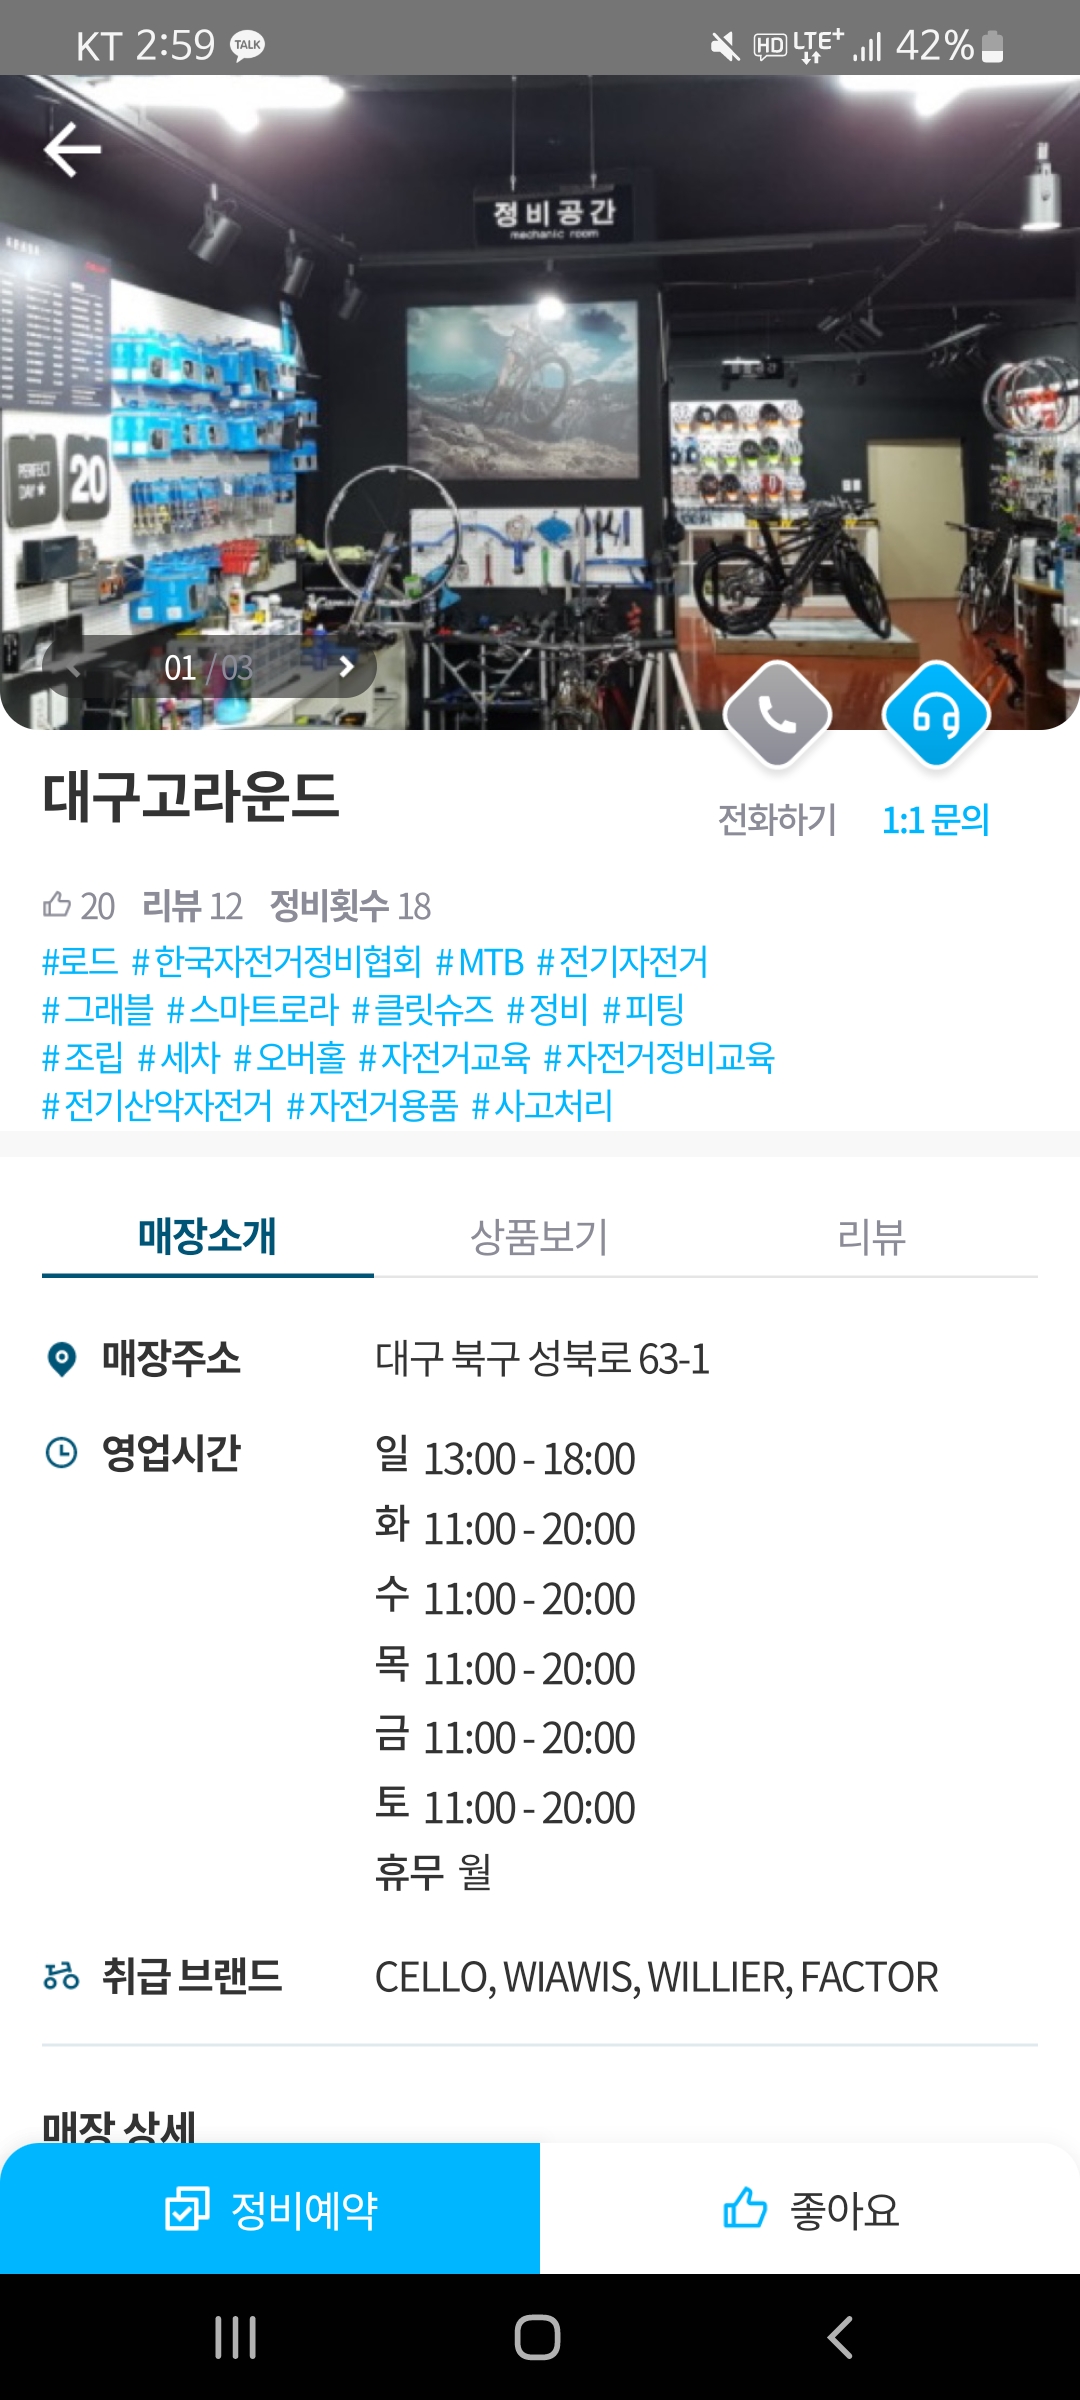 KT 2:59 TALK HD LTE+ 42%
정비공간
mechanic room
PERFECT
DAY★
20
01 / 03
대구고라운드
전화하기 1:1 문의
20 리뷰 12 정비횟수 18
#로드 #한국자전거정비협회 #MTB #전기자전거
#그래블 #스마트로라 #클릿슈즈 #정비 #피팅
#조립 #세차 #오버홀 #자전거교육 #자전거정비교육
#전기산악자전거 #자전거용품 #사고처리
매장소개 상품보기 리뷰
매장주소 대구 북구 성북로 63-1
영업시간 일 13:00 - 18:00
화 11:00 - 20:00
수 11:00 - 20:00
목 11:00 - 20:00
금 11:00 - 20:00
토 11:00 - 20:00
휴무 월
취급 브랜드 CELLO, WIAWIS, WILLIER, FACTOR
매장 상세
정비예약 좋아요